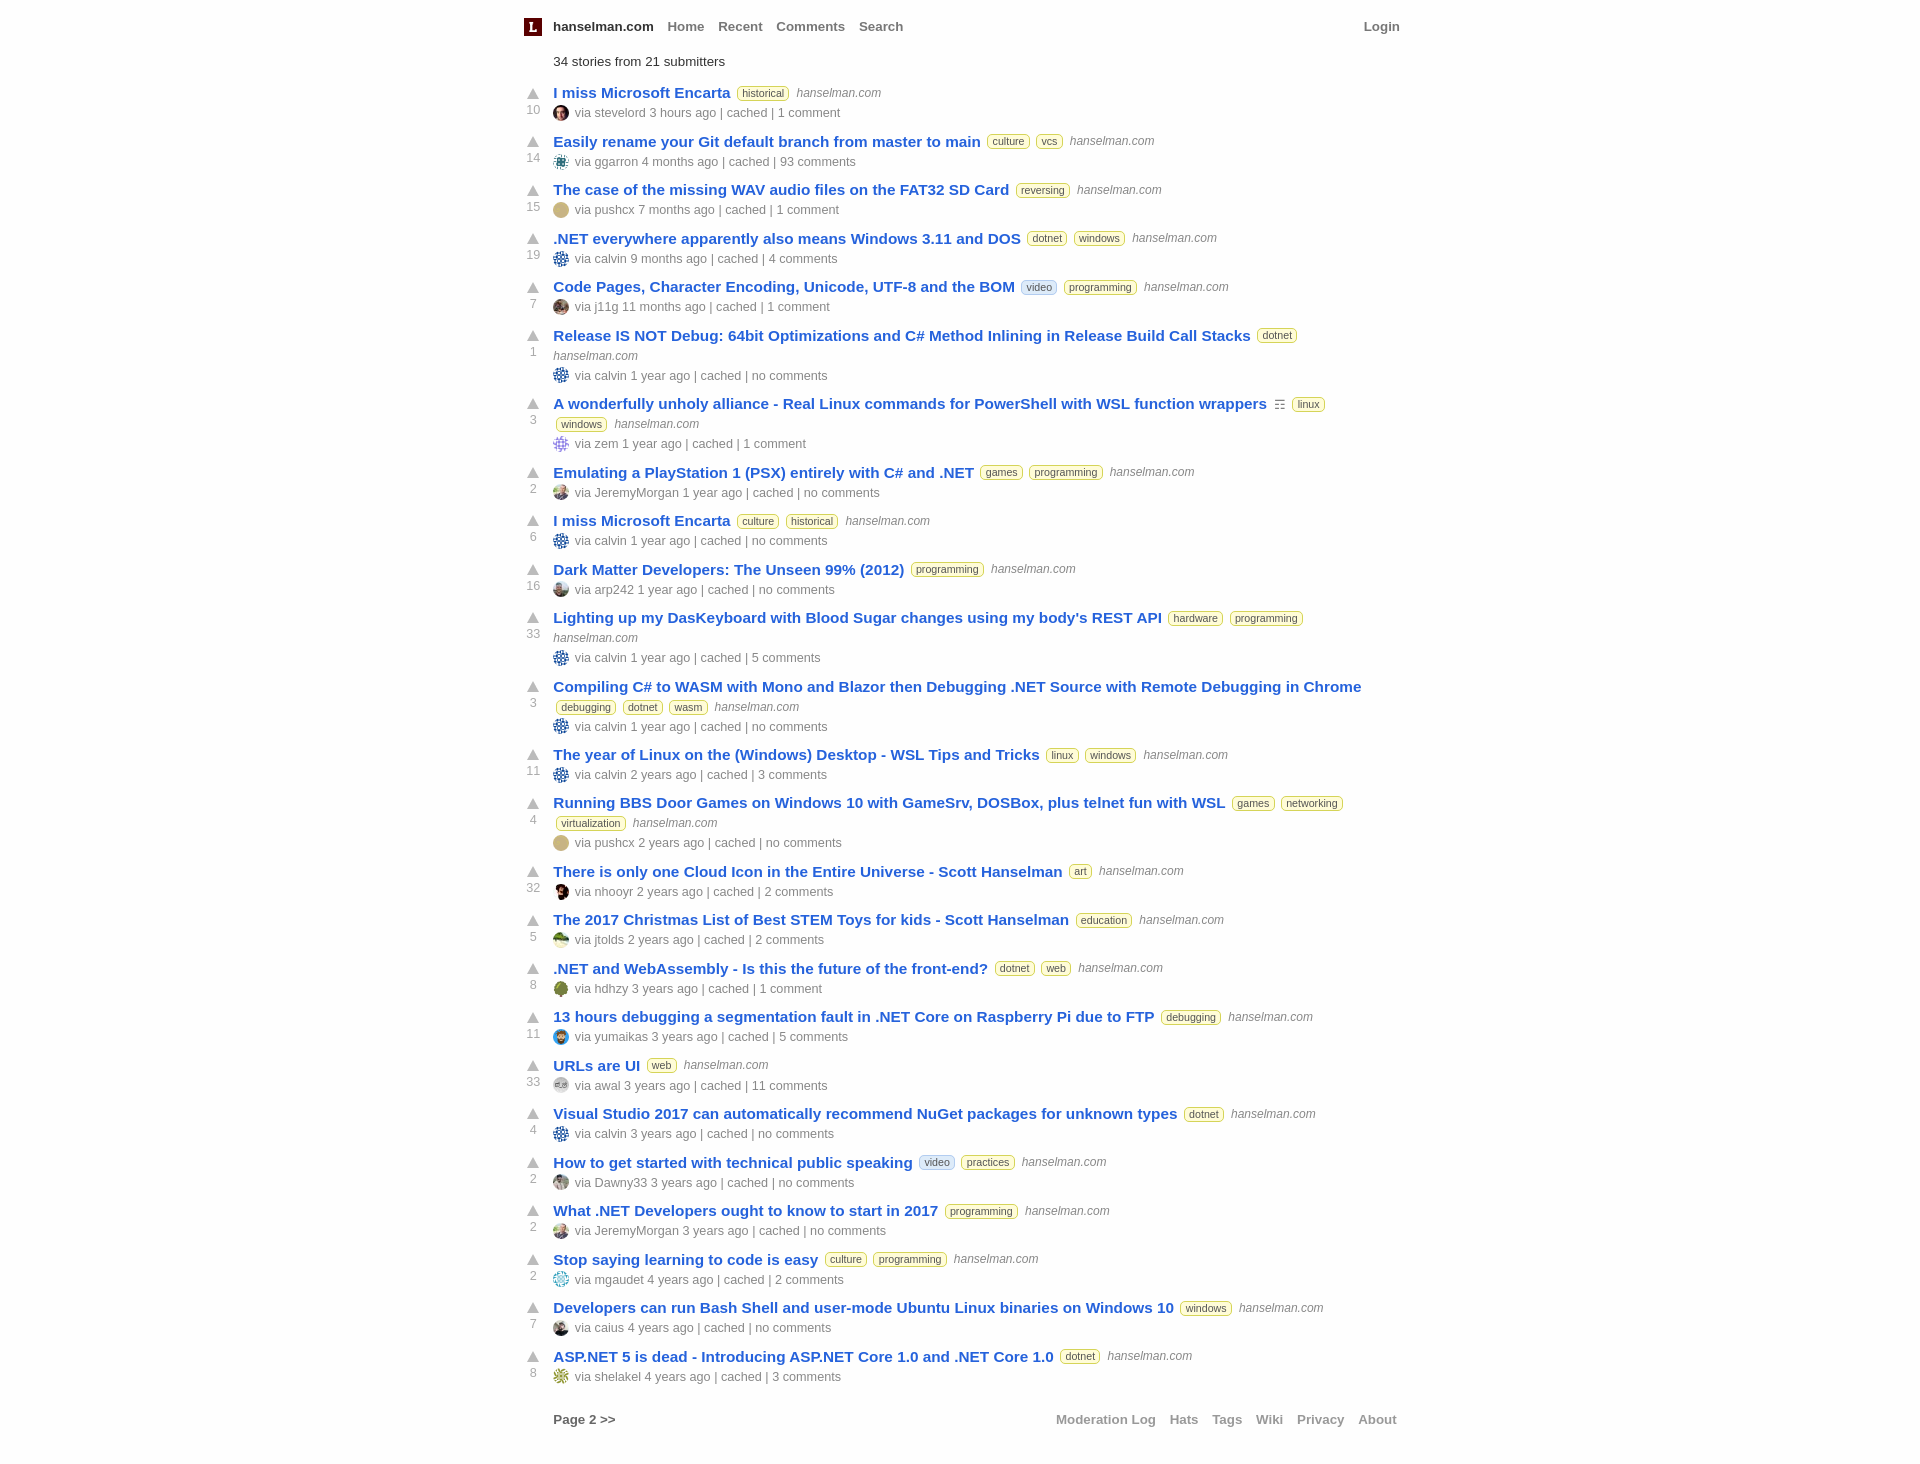 L hanselman.com Home Recent Comments Search Login
34 stories from 21 submitters
I miss Microsoft Encarta historical hanselman.com
10
via stevelord 3 hours ago | cached | 1 comment
Easily rename your Git default branch from master to main culture vcs hanselman.com
14
via ggarron 4 months ago | cached | 93 comments
The case of the missing WAV audio files on the FAT32 SD Card reversing hanselman.com
15
via pushcx 7 months ago | cached | 1 comment
.NET everywhere apparently also means Windows 3.11 and DOS dotnet windows hanselman.com
19
via calvin 9 months ago | cached | 4 comments
Code Pages, Character Encoding, Unicode, UTF-8 and the BOM video programming hanselman.com
7
via j11g 11 months ago | cached | 1 comment
Release IS NOT Debug: 64bit Optimizations and C# Method Inlining in Release Build Call Stacks dotnet
1
hanselman.com
via calvin 1 year ago | cached | no comments
A wonderfully unholy alliance - Real Linux commands for PowerShell with WSL function wrappers ☶ linux
3
windows hanselman.com
via zem 1 year ago | cached | 1 comment
Emulating a PlayStation 1 (PSX) entirely with C# and .NET games programming hanselman.com
2
via JeremyMorgan 1 year ago | cached | no comments
I miss Microsoft Encarta culture historical hanselman.com
6
via calvin 1 year ago | cached | no comments
Dark Matter Developers: The Unseen 99% (2012) programming hanselman.com
16
via arp242 1 year ago | cached | no comments
Lighting up my DasKeyboard with Blood Sugar changes using my body's REST API hardware programming
33
hanselman.com
via calvin 1 year ago | cached | 5 comments
Compiling C# to WASM with Mono and Blazor then Debugging .NET Source with Remote Debugging in Chrome
3
debugging dotnet wasm hanselman.com
via calvin 1 year ago | cached | no comments
The year of Linux on the (Windows) Desktop - WSL Tips and Tricks linux windows hanselman.com
11
via calvin 2 years ago | cached | 3 comments
Running BBS Door Games on Windows 10 with GameSrv, DOSBox, plus telnet fun with WSL games networking
4
virtualization hanselman.com
via pushcx 2 years ago | cached | no comments
There is only one Cloud Icon in the Entire Universe - Scott Hanselman art hanselman.com
32
via nhooyr 2 years ago | cached | 2 comments
The 2017 Christmas List of Best STEM Toys for kids - Scott Hanselman education hanselman.com
5
via jtolds 2 years ago | cached | 2 comments
.NET and WebAssembly - Is this the future of the front-end? dotnet web hanselman.com
8
via hdhzy 3 years ago | cached | 1 comment
13 hours debugging a segmentation fault in .NET Core on Raspberry Pi due to FTP debugging hanselman.com
11
via yumaikas 3 years ago | cached | 5 comments
URLs are UI web hanselman.com
33
via awal 3 years ago | cached | 11 comments
Visual Studio 2017 can automatically recommend NuGet packages for unknown types dotnet hanselman.com
4
via calvin 3 years ago | cached | no comments
How to get started with technical public speaking video practices hanselman.com
2
via Dawny33 3 years ago | cached | no comments
What .NET Developers ought to know to start in 2017 programming hanselman.com
2
via JeremyMorgan 3 years ago | cached | no comments
Stop saying learning to code is easy culture programming hanselman.com
2
via mgaudet 4 years ago | cached | 2 comments
Developers can run Bash Shell and user-mode Ubuntu Linux binaries on Windows 10 windows hanselman.com
7
via caius 4 years ago | cached | no comments
ASP.NET 5 is dead - Introducing ASP.NET Core 1.0 and .NET Core 1.0 dotnet hanselman.com
8
via shelakel 4 years ago | cached | 3 comments
Page 2 >> Moderation Log Hats Tags Wiki Privacy About